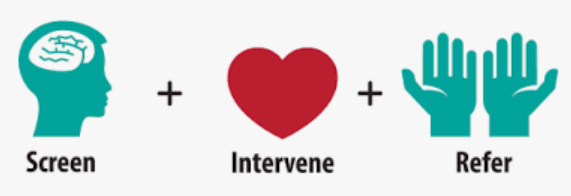 Screen + Intervene + Refer